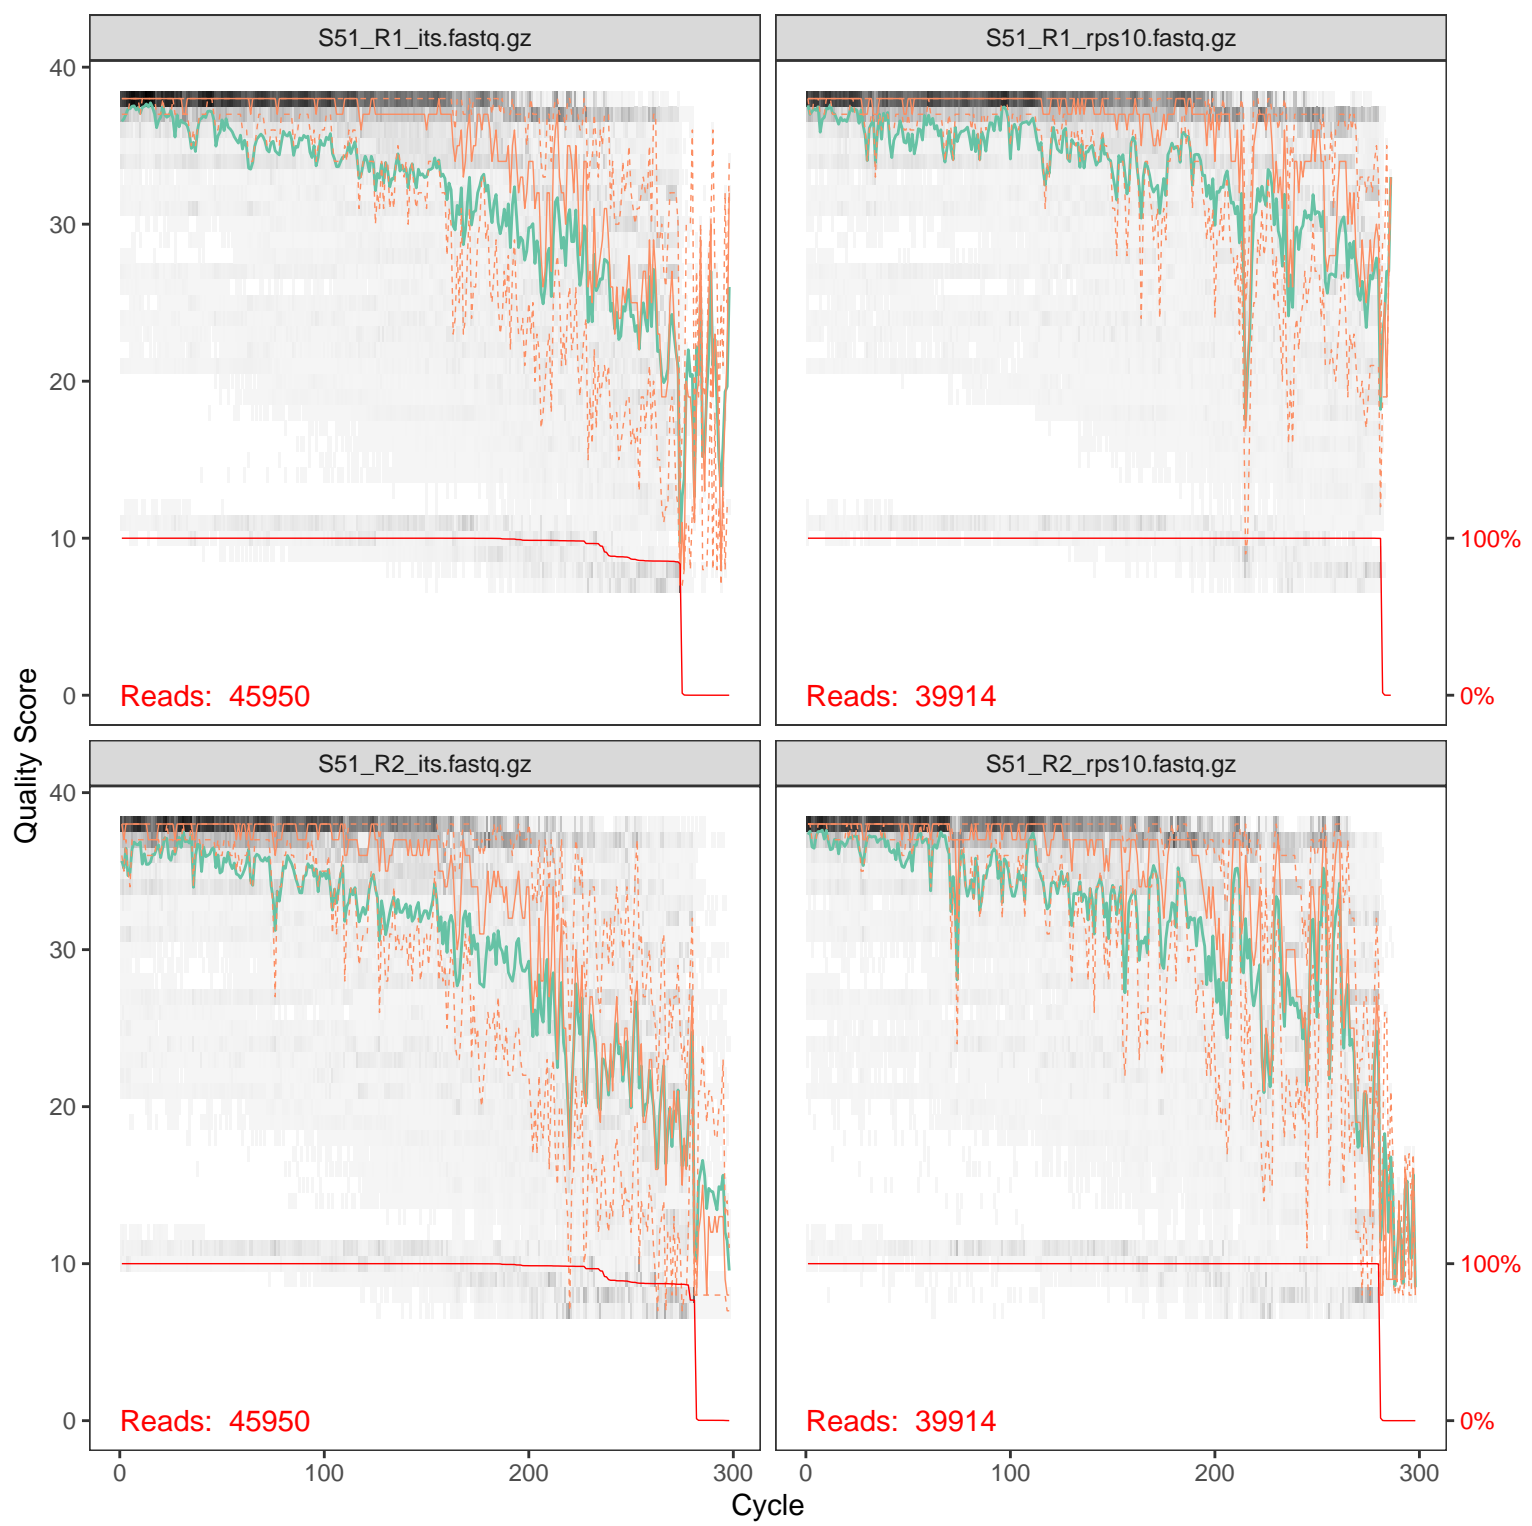 S51_R1_its.fastq.gz
S51_R1_rps10.fastq.gz
40
30
20
10
0
Reads: 45950
Reads: 39914
100%
0%
Quality Score
S51_R2_its.fastq.gz
S51_R2_rps10.fastq.gz
40
30
20
10
0
Reads: 45950
Reads: 39914
100%
0%
0 100 200 300
0 100 200 300
Cycle